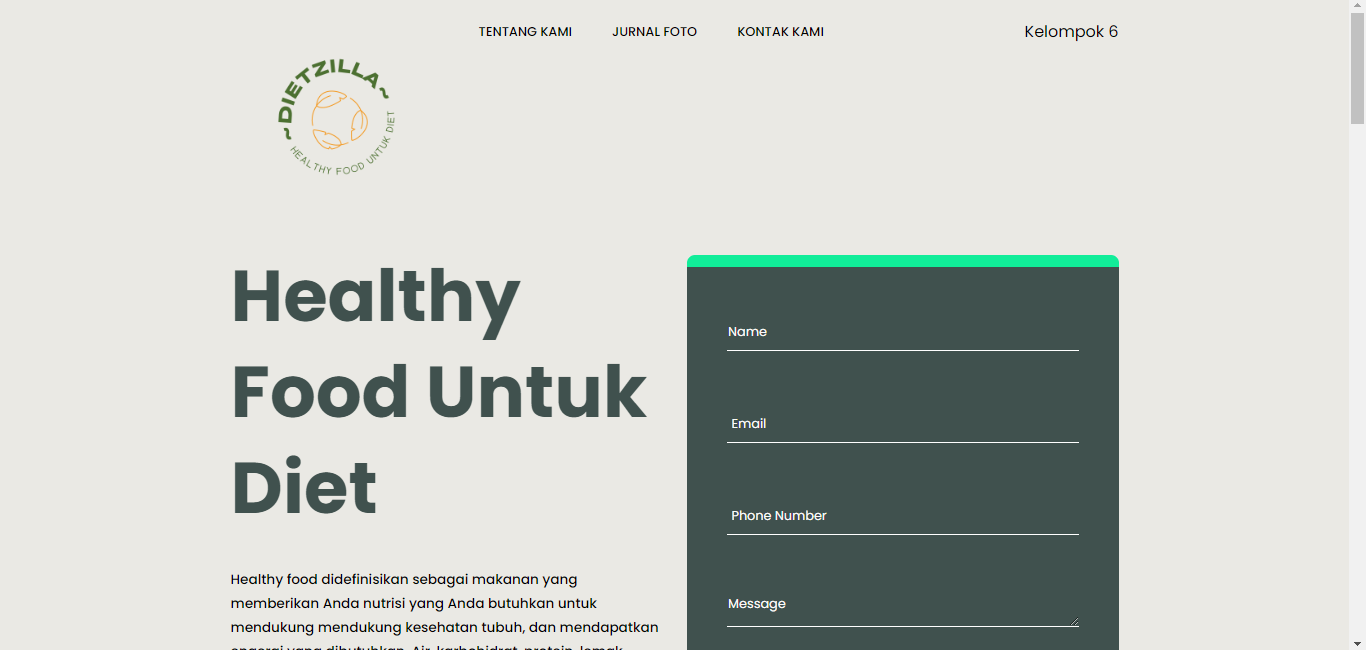 TENTANG KAMI JURNAL FOTO KONTAK KAMI Kelompok 6
~DIETZILLA~
HEALTHY FOOD UNTUK DIET
Healthy
Food Untuk
Diet
Healthy food didefinisikan sebagai makanan yang
memberikan Anda nutrisi yang Anda butuhkan untuk
mendukung mendukung kesehatan tubuh, dan mendapatkan
Name
Email
Phone Number
Message